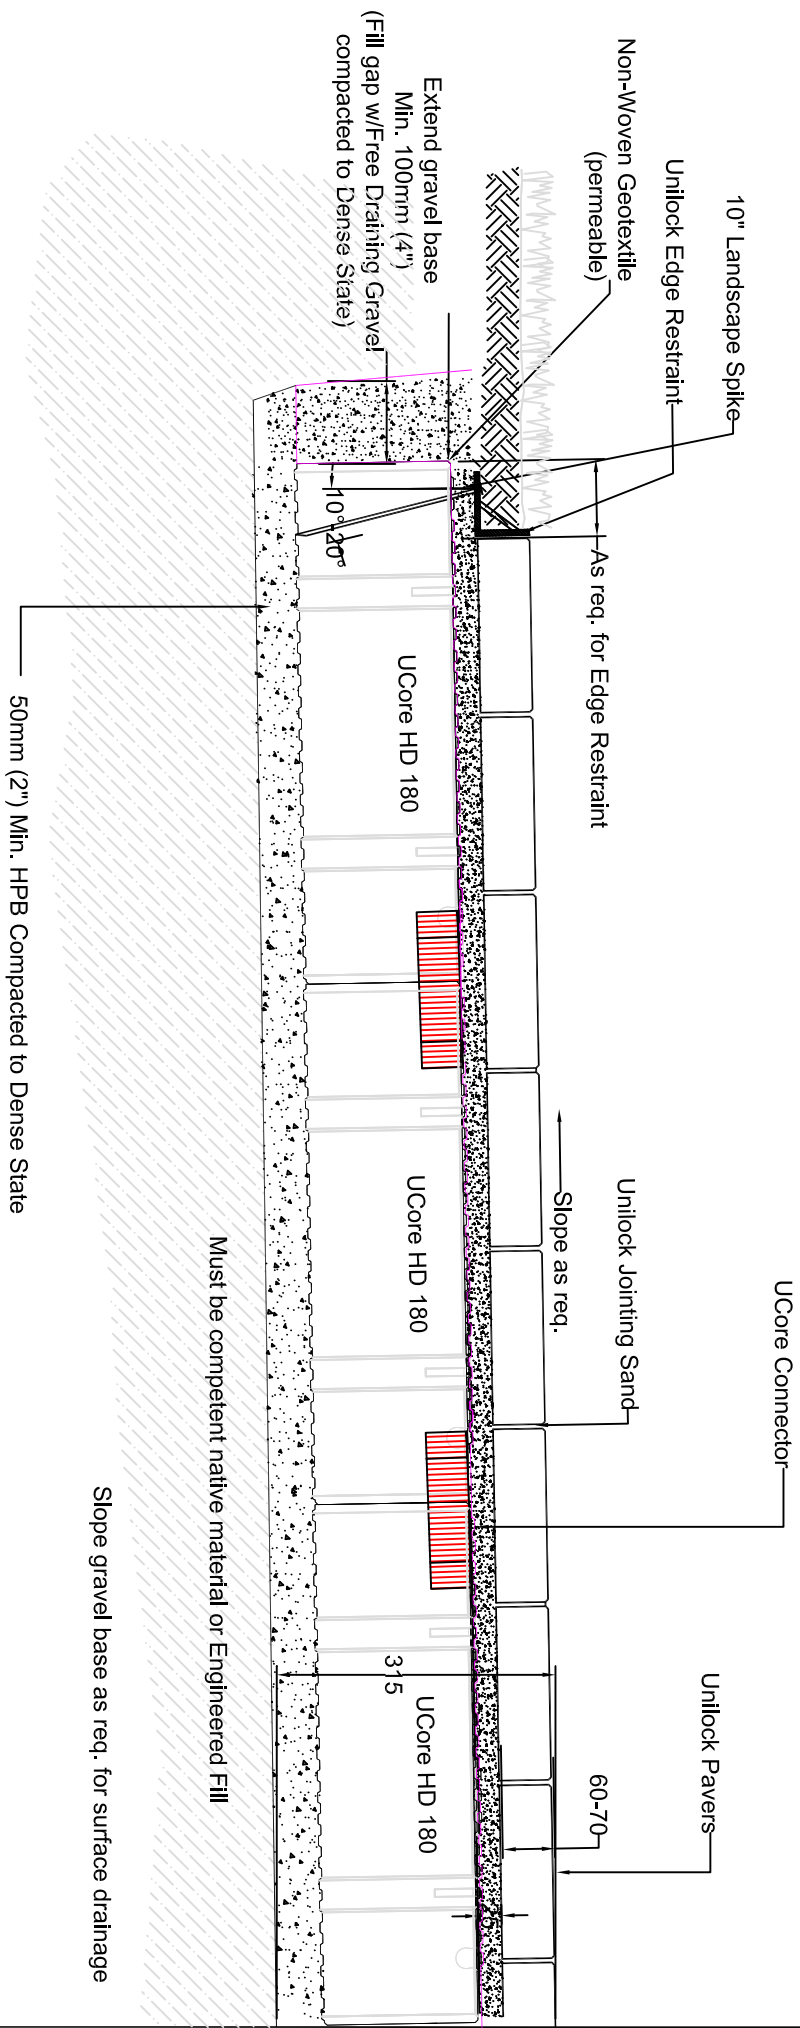 10" Landscape Spike
Unilock Edge Restraint
Non-Woven Geotextile
(permeable)
Extend gravel base
Min. 100mm (4")
(Fill gap w/Free Draining Gravel
compacted to Dense State)
As req. for Edge Restraint
10°-20°
UCore HD 180
UCore HD 180
UCore HD 180
Slope as req.
Unilock Jointing Sand
UCore Connector
Unilock Pavers
60-70
25
315
50mm (2") Min. HPB Compacted to Dense State
Must be competent native material or Engineered Fill
Slope gravel base as req. for surface drainage